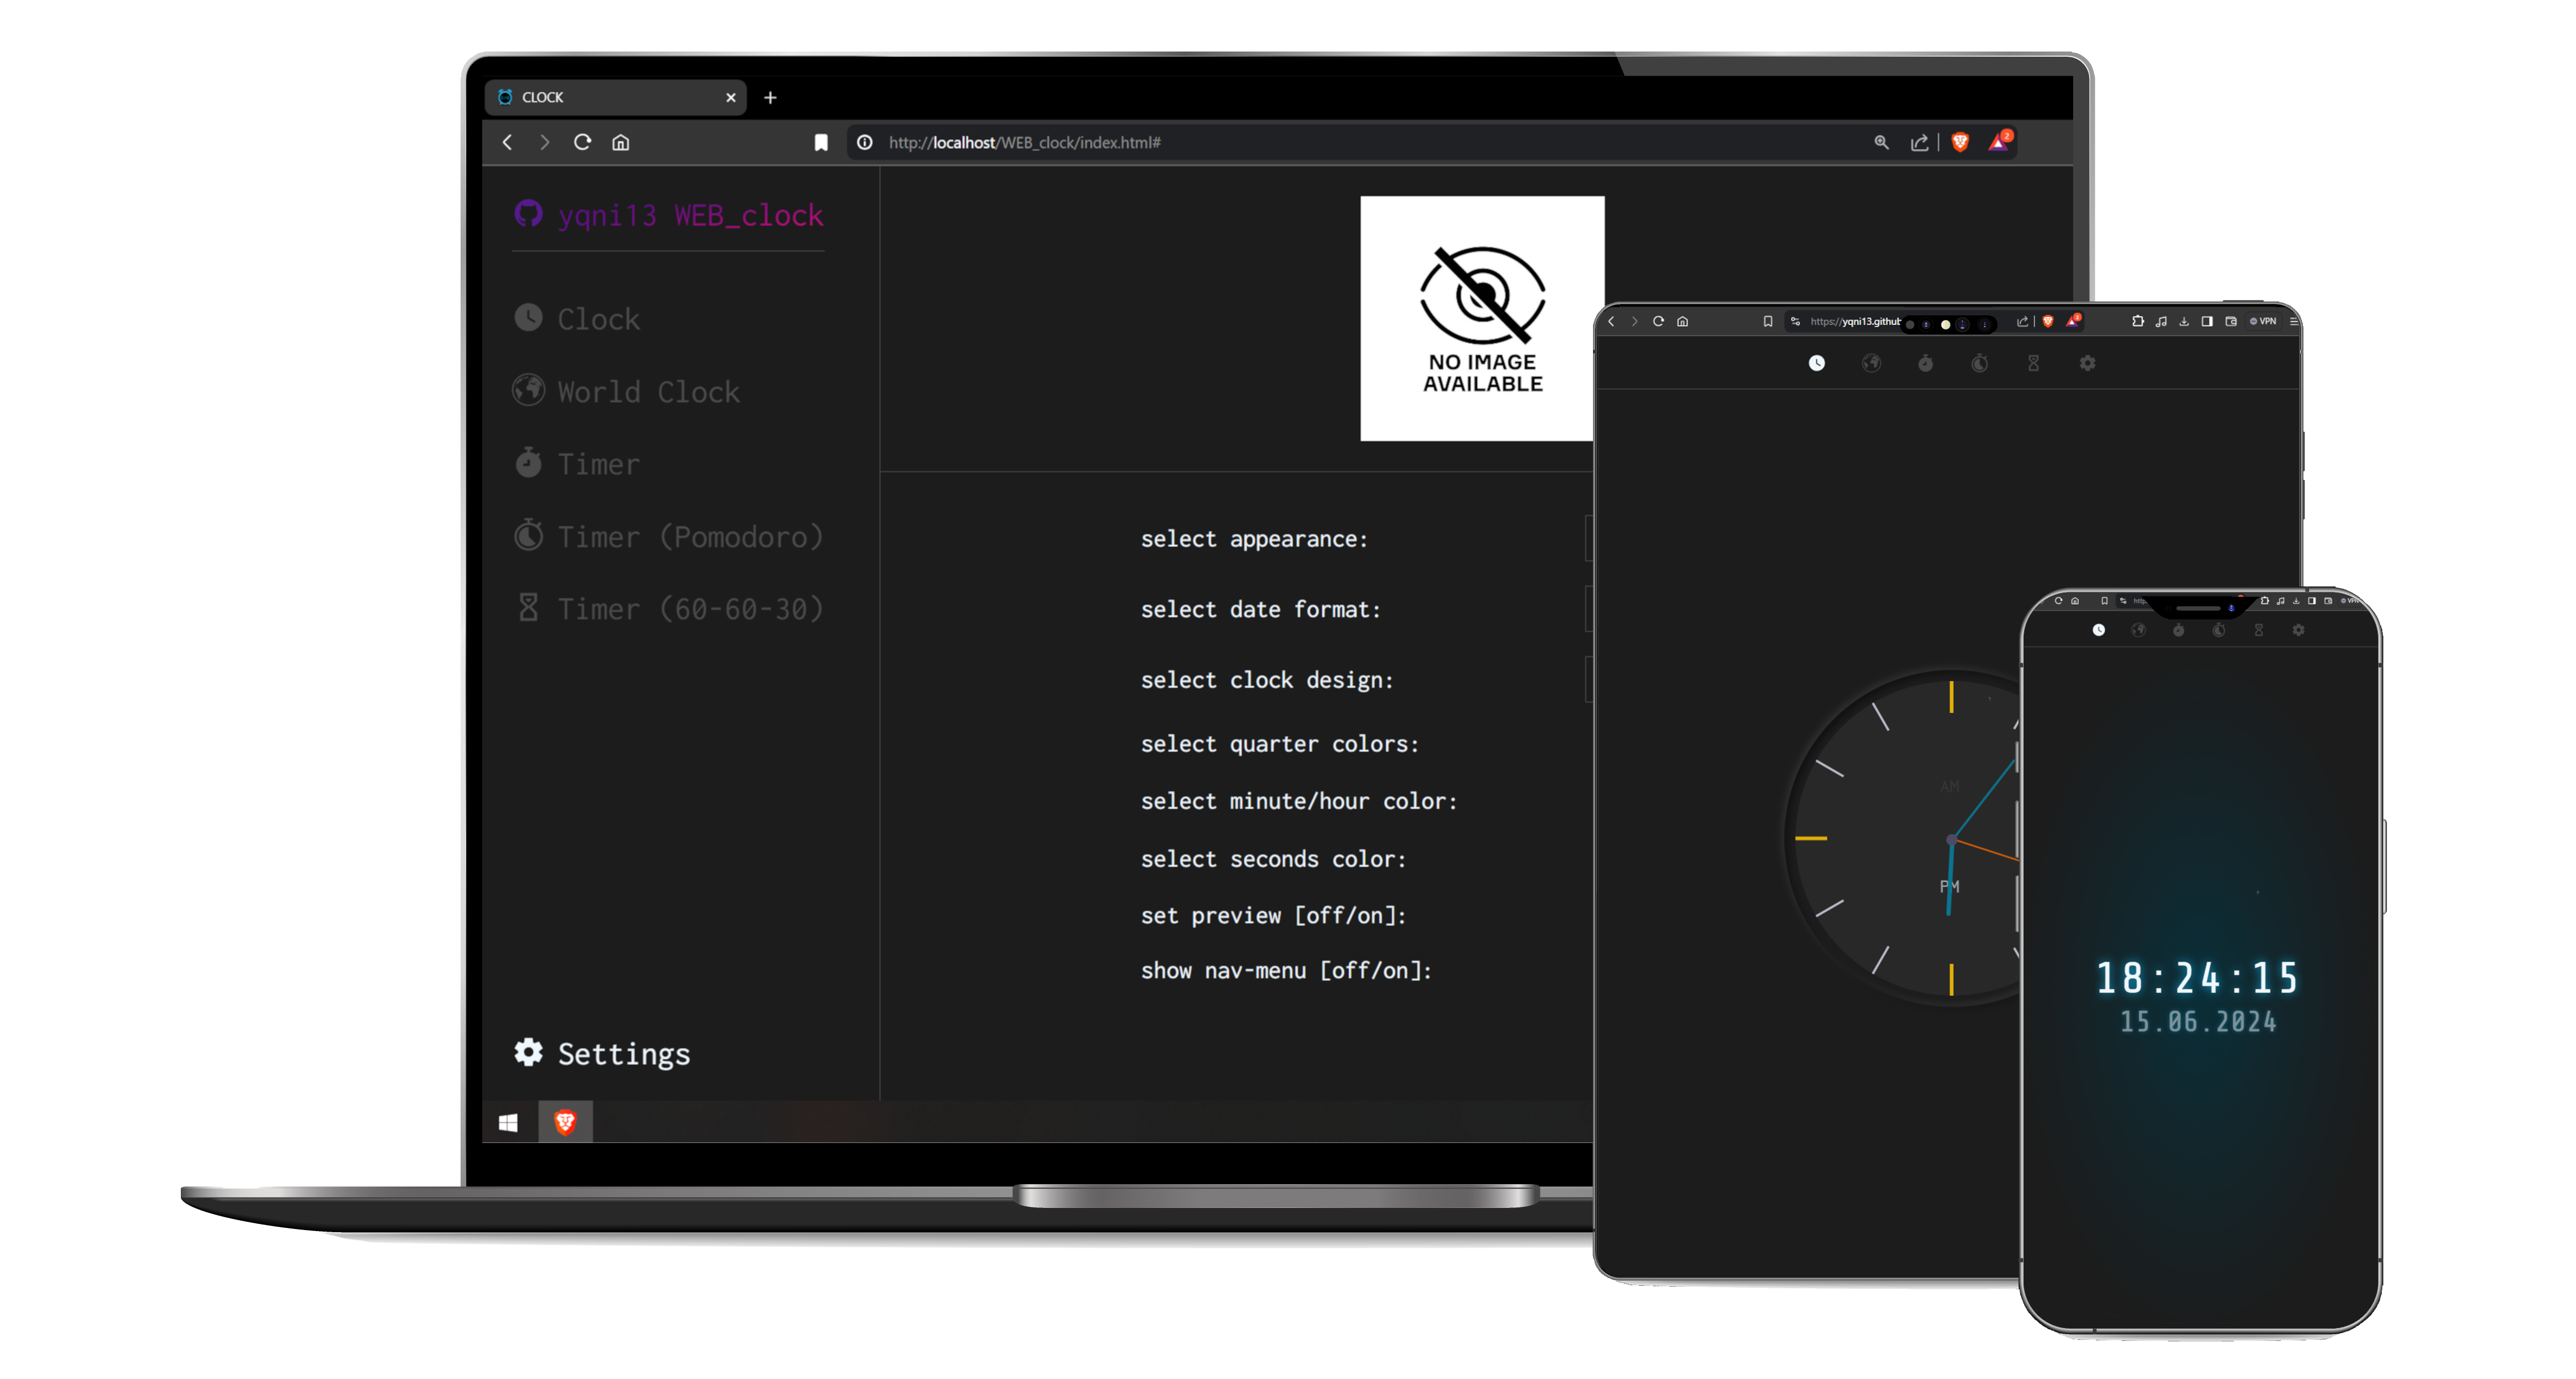 CLOCK
http://localhost/WEB_clock/index.html#
2
yqni13 WEB_clock
Clock
World Clock
Timer
Timer (Pomodoro)
Timer (60-60-30)
Settings
NO IMAGE
AVAILABLE
select appearance:
select date format:
select clock design:
select quarter colors:
select minute/hour color:
select seconds color:
set preview [off/on]:
show nav-menu [off/on]:
https://yqni13.github
VPN
AM
PM
18:24:15
15.06.2024